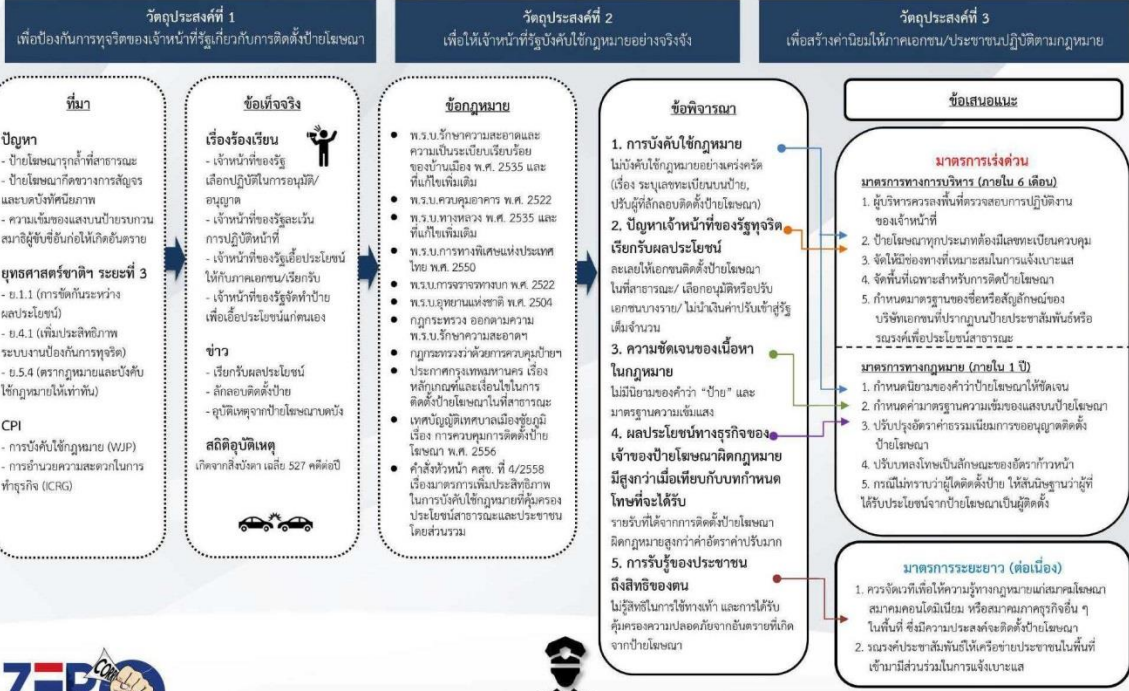 วัตถุประสงค์ที่ 1
เพื่อป้องกันการทุจริตของเจ้าหน้าที่รัฐเกี่ยวกับการติดตั้งป้ายโฆษณา
วัตถุประสงค์ที่ 2
เพื่อให้เจ้าหน้าที่รัฐบังคับใช้กฎหมายอย่างจริงจัง
วัตถุประสงค์ที่ 3
เพื่อสร้างค่านิยมให้ภาคเอกชน/ประชาชนปฏิบัติตามกฎหมาย
ที่มา
ปัญหา
- ป้ายโฆษณารุกล้ำที่สาธารณะ
- ป้ายโฆษณากีดขวางการสัญจร
และบดบังทัศนียภาพ
- ความเข้มของแสงบนป้ายรบกวน
สมาธิผู้ขับขี่อันก่อให้เกิดอันตราย
ยุทธศาสตร์ชาติฯ ระยะที่ 3
- ย.1.1 (การขัดกันระหว่าง
ผลประโยชน์)
- ย.4.1 (เพิ่มประสิทธิภาพ
ระบบงานป้องกันการทุจริต)
- ย.5.4 (ตรากฎหมายและบังคับ
ใช้กฎหมายให้เท่าทัน)
CPI
- การบังคับใช้กฎหมาย (WJP)
- การอำนวยความสะดวกในการ
ทำธุรกิจ (ICRG)
ข้อเท็จจริง
เรื่องร้องเรียน
- เจ้าหน้าที่ของรัฐ
เลือกปฏิบัติในการอนุมัติ/
อนุญาต
- เจ้าหน้าที่ของรัฐละเว้น
การปฏิบัติหน้าที่
- เจ้าหน้าที่ของรัฐเอื้อประโยชน์
ให้กับภาคเอกชน/เรียกรับ
- เจ้าหน้าที่ของรัฐจัดทำป้าย
เพื่อเอื้อประโยชน์แก่ตนเอง
ข่าว
- เรียกรับผลประโยชน์
- ลักลอบติดตั้งป้าย
- อุบัติเหตุจากป้ายโฆษณาบดบัง
สถิติอุบัติเหตุ
เกิดจากสิ่งบังตา เฉลี่ย 527 คดีต่อปี
ข้อกฎหมาย
● พ.ร.บ.รักษาความสะอาดและ
ความเป็นระเบียบเรียบร้อย
ของบ้านเมือง พ.ศ. 2535 และ
ที่แก้ไขเพิ่มเติม
● พ.ร.บ.ควบคุมอาคาร พ.ศ. 2522
● พ.ร.บ.ทางหลวง พ.ศ. 2535 และ
ที่แก้ไขเพิ่มเติม
● พ.ร.บ.การทางพิเศษแห่งประเทศ
ไทย พ.ศ. 2550
● พ.ร.บ.การจราจรทางบก พ.ศ. 2522
● พ.ร.บ.อุทยานแห่งชาติ พ.ศ. 2504
● กฎกระทรวง ออกตามความ
พ.ร.บ.รักษาความสะอาดฯ
● กฎกระทรวงว่าด้วยการควบคุมป้ายฯ
● ประกาศกรุงเทพมหานคร เรื่อง
หลักเกณฑ์และเงื่อนไขในการ
ติดตั้งป้ายโฆษณาในที่สาธารณะ
● เทศบัญญัติเทศบาลเมืองชัยภูมิ
เรื่อง การควบคุมการติดตั้งป้าย
โฆษณา พ.ศ. 2556
● คำสั่งหัวหน้า คสช. ที่ 4/2558
เรื่องมาตรการเพิ่มประสิทธิภาพ
ในการบังคับใช้กฎหมายที่คุ้มครอง
ประโยชน์สาธารณะและประชาชน
โดยส่วนรวม
ข้อพิจารณา
1. การบังคับใช้กฎหมาย
ไม่บังคับใช้กฎหมายอย่างเคร่งครัด
(เรื่อง ระบุเลขทะเบียนบนป้าย,
ปรับผู้ที่ลักลอบติดตั้งป้ายโฆษณา)
2. ปัญหาเจ้าหน้าที่ของรัฐทุจริต
เรียกรับผลประโยชน์
ละเลยให้เอกชนติดตั้งป้ายโฆษณา
ในที่สาธารณะ/ เลือกอนุมัติหรือปรับ
เอกชนบางราย/ ไม่นำเงินค่าปรับเข้าสู่รัฐ
เต็มจำนวน
3. ความชัดเจนของเนื้อหา
ในกฎหมาย
ไม่มีนิยามของคำว่า "ป้าย" และ
มาตรฐานความเข้มแสง
4. ผลประโยชน์ทางธุรกิจของ
เจ้าของป้ายโฆษณาผิดกฎหมาย
มีสูงกว่าเมื่อเทียบกับบทกำหนด
โทษที่จะได้รับ
รายรับที่ได้จากการติดตั้งป้ายโฆษณา
ผิดกฎหมายสูงกว่าค่าอัตราค่าปรับมาก
5. การรับรู้ของประชาชน
ถึงสิทธิของตน
ไม่รู้สิทธิในการใช้ทางเท้า และการได้รับ
คุ้มครองความปลอดภัยจากอันตรายที่เกิด
จากป้ายโฆษณา
ข้อเสนอแนะ
มาตรการเร่งด่วน
มาตรการทางการบริหาร (ภายใน 6 เดือน)
1. ผู้บริหารควรลงพื้นที่ตรวจสอบการปฏิบัติงาน
ของเจ้าหน้าที่
2. ป้ายโฆษณาทุกประเภทต้องมีเลขทะเบียนควบคุม
3. จัดให้มีช่องทางที่เหมาะสมในการแจ้งเบาะแส
4. จัดพื้นที่เฉพาะสำหรับการติดป้ายโฆษณา
5. กำหนดมาตรฐานของชื่อหรือสัญลักษณ์ของ
บริษัทเอกชนที่ปรากฏบนป้ายประชาสัมพันธ์หรือ
รณรงค์เพื่อประโยชน์สาธารณะ
มาตรการทางกฎหมาย (ภายใน 1 ปี)
1. กำหนดนิยามของคำว่าป้ายโฆษณาให้ชัดเจน
2. กำหนดค่ามาตรฐานความเข้มของแสงบนป้ายโฆษณา
3. ปรับปรุงอัตราค่าธรรมเนียมการขออนุญาตติดตั้ง
ป้ายโฆษณา
4. ปรับบทลงโทษเป็นลักษณะของอัตราก้าวหน้า
5. กรณีไม่ทราบว่าผู้ใดติดตั้งป้าย ให้สันนิษฐานว่าผู้ที่
ได้รับประโยชน์จากป้ายโฆษณาเป็นผู้ติดตั้ง
มาตรการระยะยาว (ต่อเนื่อง)
1. ควรจัดเวทีเพื่อให้ความรู้ทางกฎหมายแก่สมาคมโฆษณา
สมาคมคอนโดมิเนียม หรือสมาคมภาคธุรกิจอื่น ๆ
ในพื้นที่ ซึ่งมีความประสงค์จะติดตั้งป้ายโฆษณา
2. รณรงค์ประชาสัมพันธ์ให้เครือข่ายประชาชนในพื้นที่
เข้ามามีส่วนร่วมในการแจ้งเบาะแส
ZERO